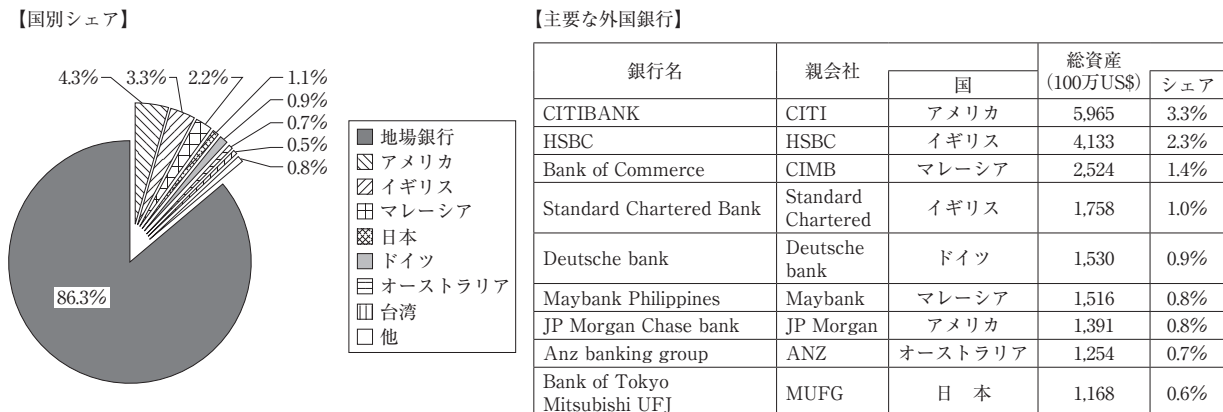 【国別シェア】
4.3%
3.3%
2.2%
1.1%
0.9%
0.7%
0.5%
0.8%
86.3%
地場銀行
アメリカ
イギリス
マレーシア
日本
ドイツ
オーストラリア
台湾
他
【主要な外国銀行】
銀行名 親会社 国 総資産 (100万US$) シェア
CITIBANK CITI アメリカ 5,965 3.3%
HSBC HSBC イギリス 4,133 2.3%
Bank of Commerce CIMB マレーシア 2,524 1.4%
Standard Chartered Bank Standard Chartered イギリス 1,758 1.0%
Deutsche bank Deutsche bank ドイツ 1,530 0.9%
Maybank Philippines Maybank マレーシア 1,516 0.8%
JP Morgan Chase bank JP Morgan アメリカ 1,391 0.8%
Anz banking group ANZ オーストラリア 1,254 0.7%
Bank of Tokyo Mitsubishi UFJ MUFG 日 本 1,168 0.6%